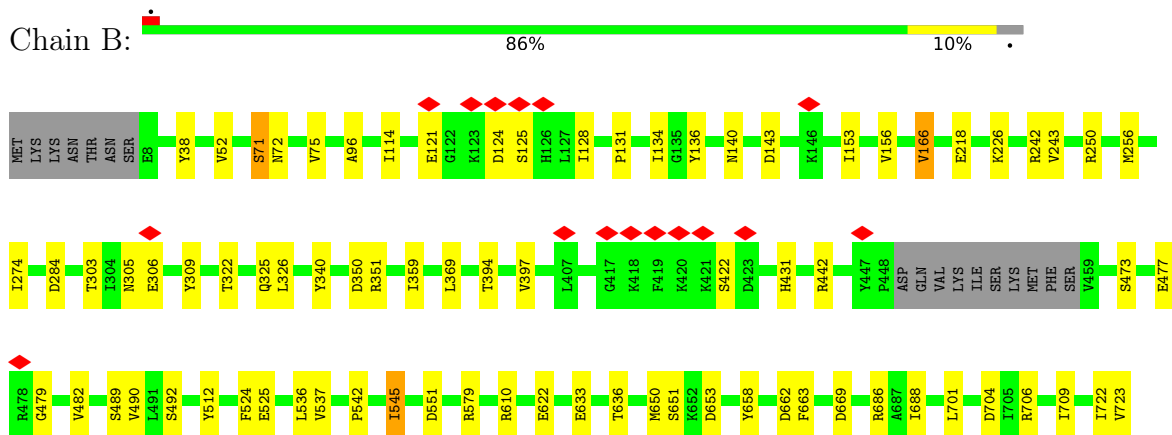 Chain B:
86% 10%
MET LYS LYS ASN THR ASN SER E8 Y38 V52 S71 N72 V75 A96 I114 E121 G122 K123 D124 S125 H126 L127 I128 P131 I134 G135 Y136 N140 D143 K146 I153 V156 V166 E218 K226 R242 V243 R250 M256
I274 D284 T303 I304 N305 E306 Y309 T322 Q325 L326 Y340 D350 R351 I359 L369 T394 V397 L407 G417 K418 F419 K420 K421 S422 D423 H431 R442 Y447 P448 ASP GLN VAL LYS ILE SER LYS MET PHE SER V459 S473 E477
R478 G479 V482 S489 V490 L491 S492 Y512 F524 E525 L536 V537 P542 I545 D551 R579 R610 E622 E633 T636 M650 S651 K652 D653 Y658 D662 F663 D669 R686 A687 I688 L701 D704 I705 R706 I709 I722 V723